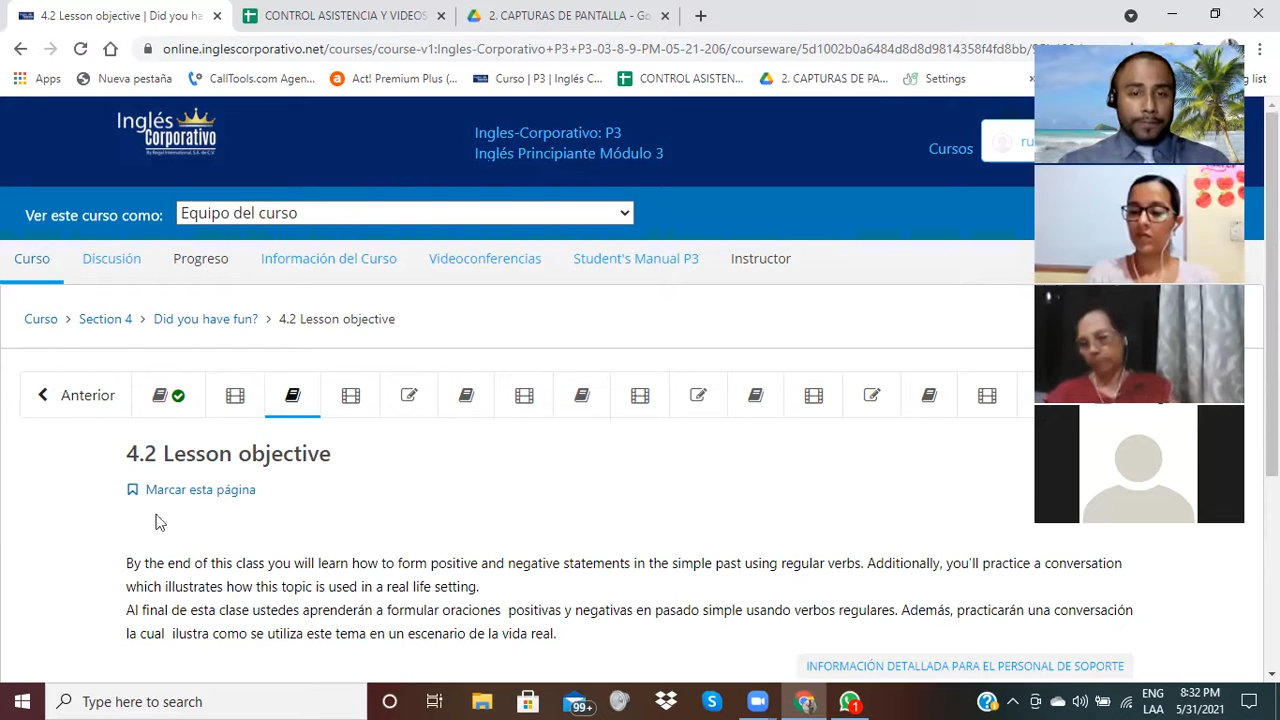 4.2 Lesson objective | Did you ha
CONTROL ASISTENCIA Y VIDEOS
2. CAPTURAS DE PANTALLA - Go
online.inglescorporativo.net/courses/course-v1:Ingles-Corporativo+P3+P3-03-8-9-PM-05-21-206/courseware/5d1002b0a6484d8d8d9814358f4fd8bb/
Apps
Nueva pestaña
CallTools.com Agen...
Act! Premium Plus (...
Curso | P3 | Inglés C...
CONTROL ASISTEN...
2. CAPTURAS DE PA...
Settings
ng list
Inglés
Corporativo
By Regal International, S.A. de C.V.
Ingles-Corporativo: P3
Inglés Principiante Módulo 3
Cursos
ru
Ver este curso como:
Equipo del curso
Curso
Discusión
Progreso
Información del Curso
Videoconferencias
Student's Manual P3
Instructor
Curso > Section 4 > Did you have fun? > 4.2 Lesson objective
Anterior
4.2 Lesson objective
Marcar esta página
By the end of this class you will learn how to form positive and negative statements in the simple past using regular verbs. Additionally, you'll practice a conversation
which illustrates how this topic is used in a real life setting.
Al final de esta clase ustedes aprenderán a formular oraciones positivas y negativas en pasado simple usando verbos regulares. Además, practicarán una conversación
la cual ilustra como se utiliza este tema en un escenario de la vida real.
INFORMACIÓN DETALLADA PARA EL PERSONAL DE SOPORTE
Type here to search
99+
1
ENG
LAA
8:32 PM
5/31/2021